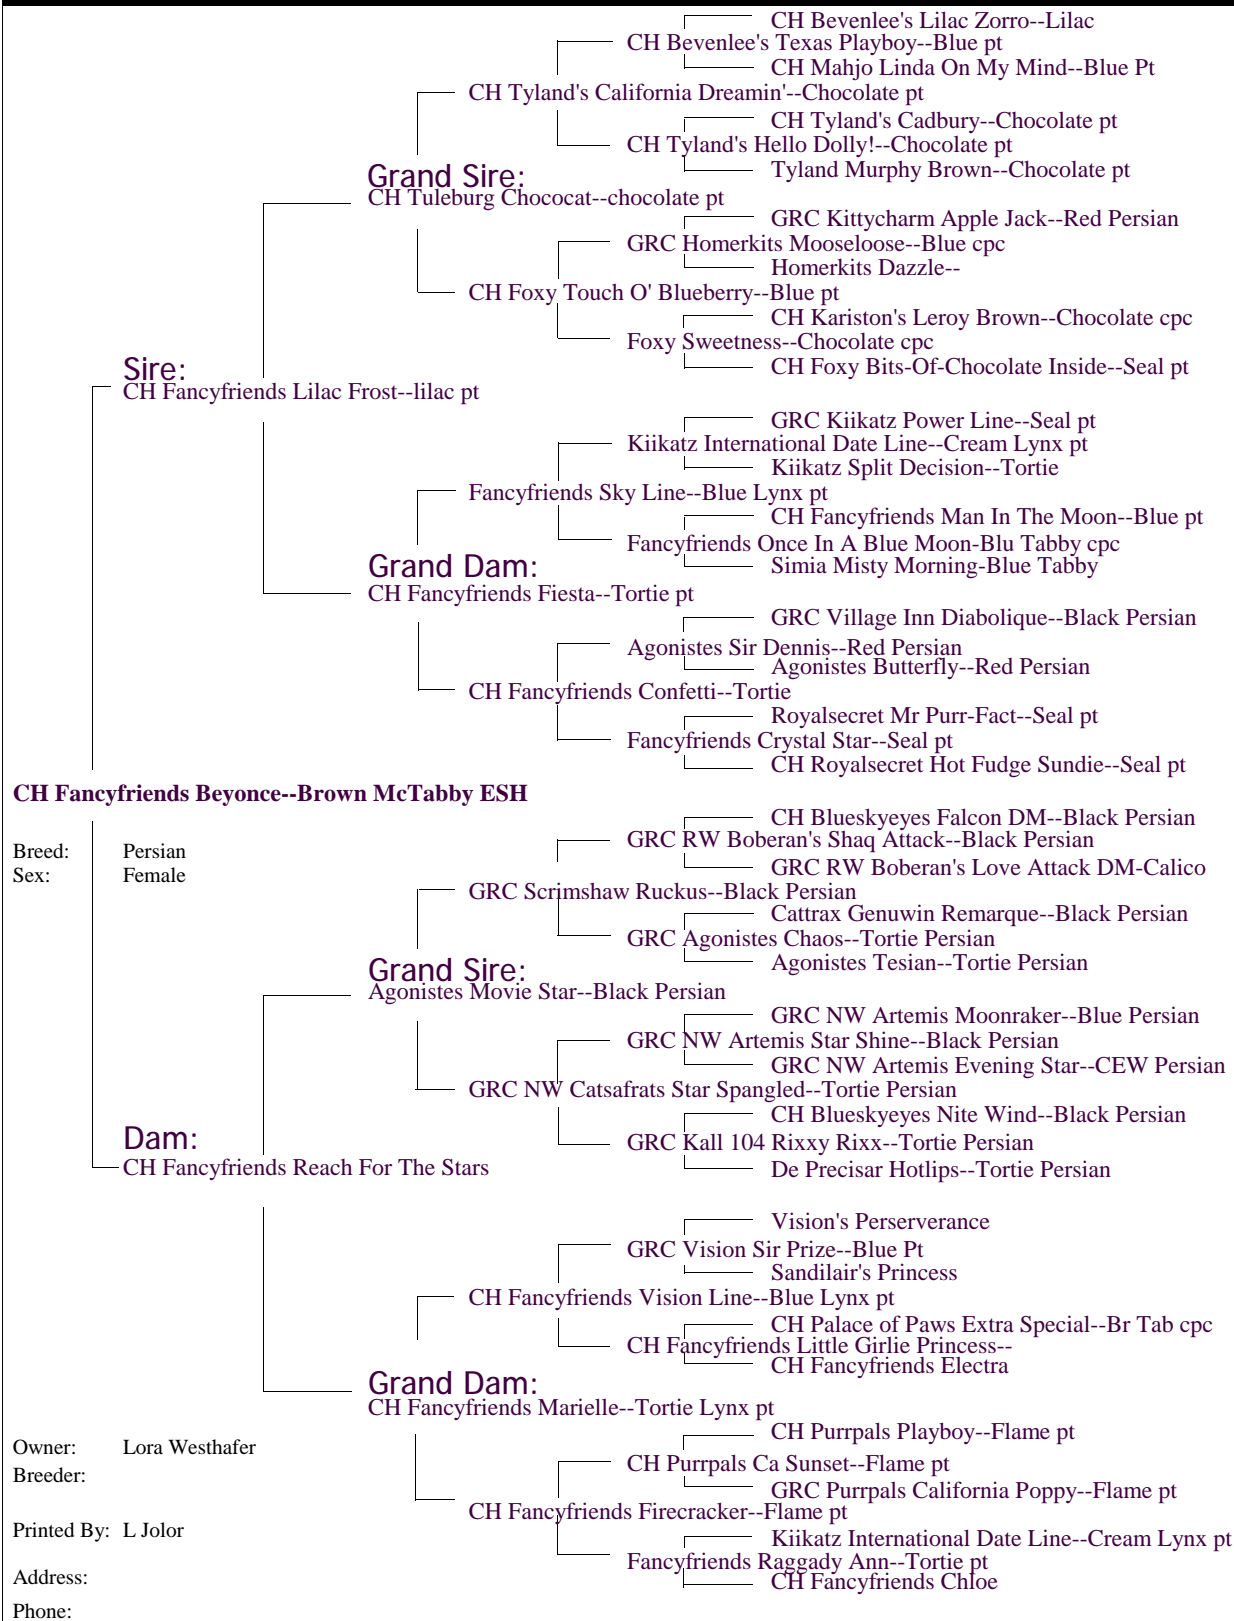 CH Bevenlee's Lilac Zorro--Lilac
CH Bevenlee's Texas Playboy--Blue pt
CH Mahjo Linda On My Mind--Blue Pt
CH Tyland's California Dreamin'--Chocolate pt
CH Tyland's Cadbury--Chocolate pt
CH Tyland's Hello Dolly!--Chocolate pt
Tyland Murphy Brown--Chocolate pt
Grand Sire:
CH Tuleburg Chococat--chocolate pt
GRC Kittycharm Apple Jack--Red Persian
GRC Homerkits Mooseloose--Blue cpc
Homerkits Dazzle--
CH Foxy Touch O' Blueberry--Blue pt
CH Kariston's Leroy Brown--Chocolate cpc
Foxy Sweetness--Chocolate cpc
CH Foxy Bits-Of-Chocolate Inside--Seal pt
Sire:
CH Fancyfriends Lilac Frost--lilac pt
GRC Kiikatz Power Line--Seal pt
Kiikatz International Date Line--Cream Lynx pt
Kiikatz Split Decision--Tortie
Fancyfriends Sky Line--Blue Lynx pt
CH Fancyfriends Man In The Moon--Blue pt
Fancyfriends Once In A Blue Moon-Blu Tabby cpc
Simia Misty Morning-Blue Tabby
Grand Dam:
CH Fancyfriends Fiesta--Tortie pt
GRC Village Inn Diabolique--Black Persian
Agonistes Sir Dennis--Red Persian
Agonistes Butterfly--Red Persian
CH Fancyfriends Confetti--Tortie
Royalsecret Mr Purr-Fact--Seal pt
Fancyfriends Crystal Star--Seal pt
CH Royalsecret Hot Fudge Sundie--Seal pt
CH Fancyfriends Beyonce--Brown McTabby ESH
Breed: Persian
Sex: Female
CH Blueskyeyes Falcon DM--Black Persian
GRC RW Boberan's Shaq Attack--Black Persian
GRC RW Boberan's Love Attack DM-Calico
GRC Scrimshaw Ruckus--Black Persian
Cattrax Genuwin Remarque--Black Persian
GRC Agonistes Chaos--Tortie Persian
Agonistes Tesian--Tortie Persian
Grand Sire:
Agonistes Movie Star--Black Persian
GRC NW Artemis Moonraker--Blue Persian
GRC NW Artemis Star Shine--Black Persian
GRC NW Artemis Evening Star--CEW Persian
GRC NW Catsafrats Star Spangled--Tortie Persian
CH Blueskyeyes Nite Wind--Black Persian
GRC Kall 104 Rixxy Rixx--Tortie Persian
De Precisar Hotlips--Tortie Persian
Dam:
CH Fancyfriends Reach For The Stars
Vision's Perserverance
GRC Vision Sir Prize--Blue Pt
Sandilair's Princess
CH Fancyfriends Vision Line--Blue Lynx pt
CH Palace of Paws Extra Special--Br Tab cpc
CH Fancyfriends Little Girlie Princess--
CH Fancyfriends Electra
Grand Dam:
CH Fancyfriends Marielle--Tortie Lynx pt
CH Purrpals Playboy--Flame pt
CH Purrpals Ca Sunset--Flame pt
GRC Purrpals California Poppy--Flame pt
CH Fancyfriends Firecracker--Flame pt
Kiikatz International Date Line--Cream Lynx pt
Fancyfriends Raggady Ann--Tortie pt
CH Fancyfriends Chloe
Owner: Lora Westhafer
Breeder:
Printed By: L Jolor
Address:
Phone: